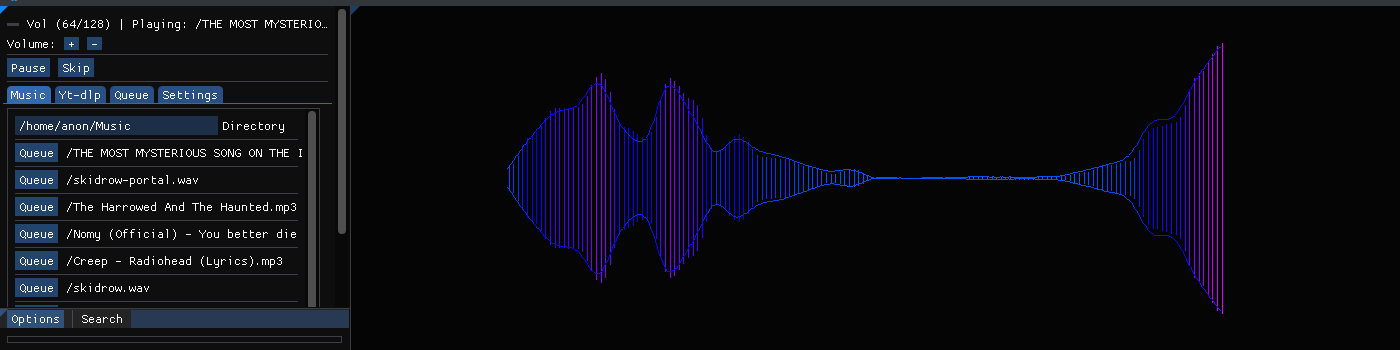 Vol (64/128) | Playing: /THE MOST MYSTERIO…
Volume: + −
Pause Skip
Music Yt-dlp Queue Settings
/home/anon/Music Directory
Queue /THE MOST MYSTERIOUS SONG ON THE I
Queue /skidrow-portal.wav
Queue /The Harrowed And The Haunted.mp3
Queue /Nomy (Official) - You better die
Queue /Creep - Radiohead (Lyrics).mp3
Queue /skidrow.wav
Options Search